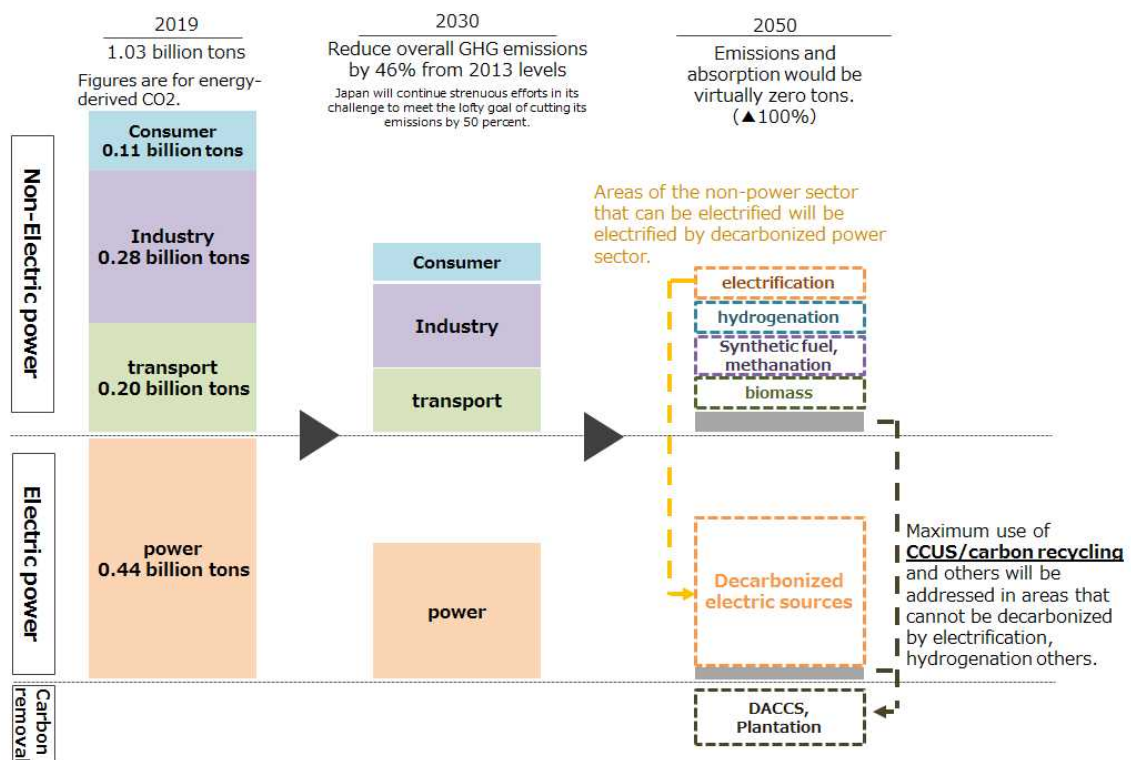 2019
1.03 billion tons
Figures are for energy-
derived CO2.
2030
Reduce overall GHG emissions
by 46% from 2013 levels
Japan will continue strenuous efforts in its
challenge to meet the lofty goal of cutting its
emissions by 50 percent.
2050
Emissions and
absorption would be
virtually zero tons.
(▲100%)
Non-Electric power
Consumer
0.11 billion tons
Industry
0.28 billion tons
transport
0.20 billion tons
Consumer
Industry
transport
Areas of the non-power sector
that can be electrified will be
electrified by decarbonized power
sector.
electrification
hydrogenation
Synthetic fuel,
methanation
biomass
Electric power
power
0.44 billion tons
power
Decarbonized
electric sources
Maximum use of
CCUS/carbon recycling
and others will be
addressed in areas that
cannot be decarbonized
by electrification,
hydrogenation others.
Carbon
removal
DACCS,
Plantation